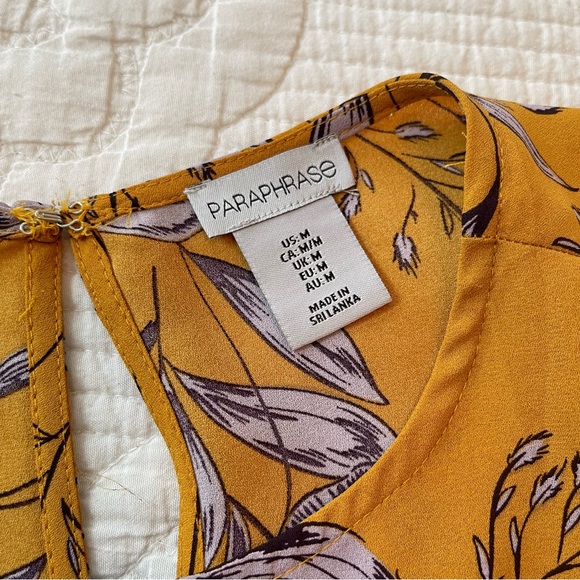 PARAPHRASe
US: M
CA: M/M
UK: M
EU: M
AU: M
MADE IN
SRI LANKA